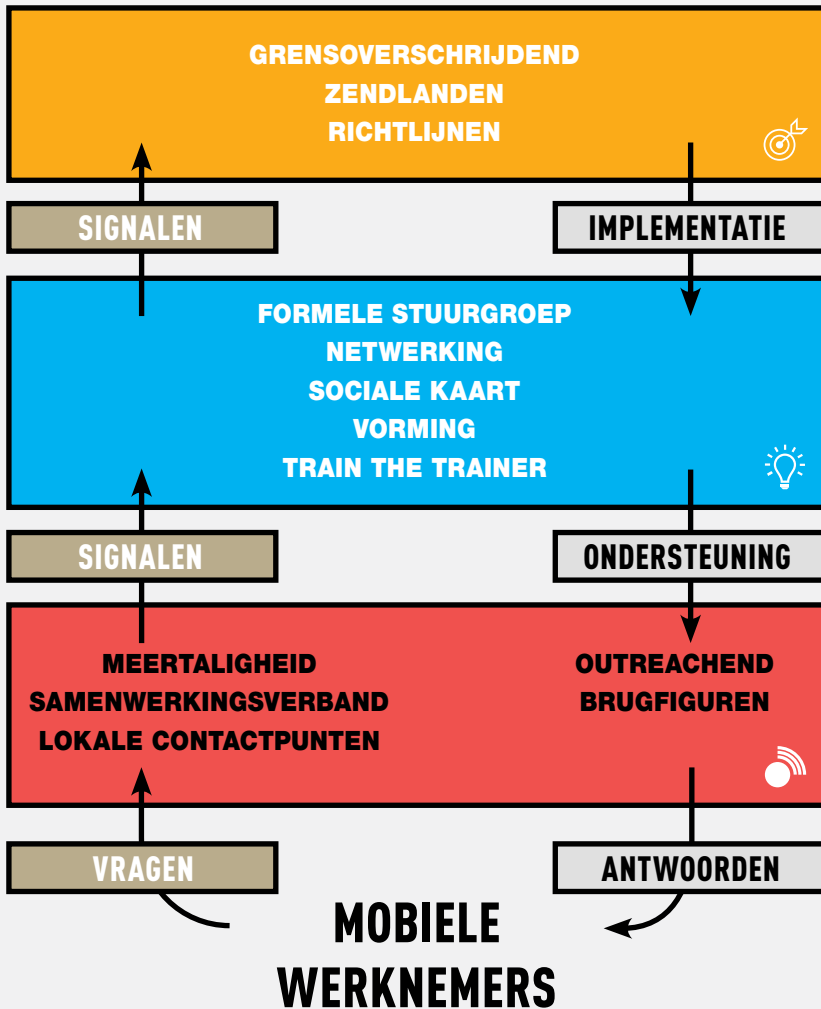 GRENSOVERSCHRIJDEND
ZENDLANDEN
RICHTLIJNEN
SIGNALEN
IMPLEMENTATIE
FORMELE STUURGROEP
NETWERKING
SOCIALE KAART
VORMING
TRAIN THE TRAINER
SIGNALEN
ONDERSTEUNING
MEERTALIGHEID
SAMENWERKINGSVERBAND
LOKALE CONTACTPUNTEN
OUTREACHEND
BRUGFIGUREN
VRAGEN
ANTWOORDEN
MOBIELE
WERKNEMERS